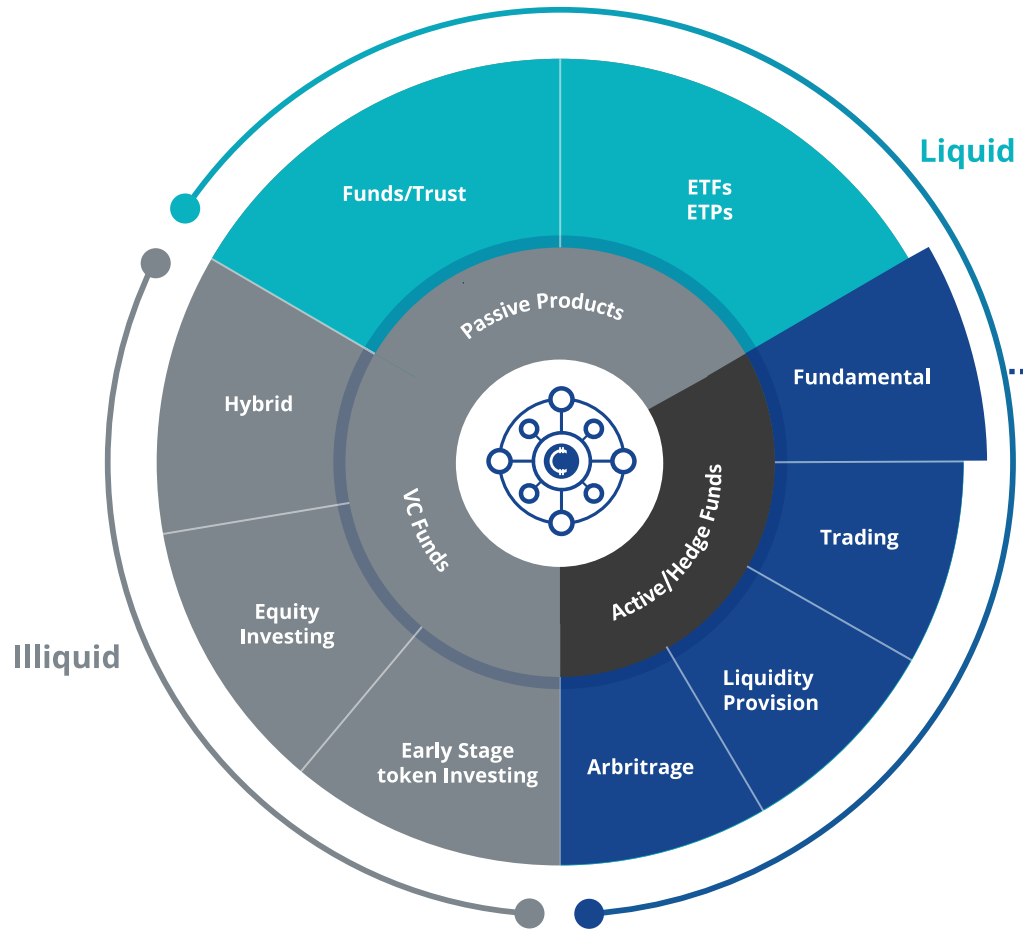 Liquid
Funds/Trust
ETFs
ETPs
Passive Products
Fundamental
Hybrid
VC Funds
Active/Hedge Funds
Trading
Equity
Investing
Illiquid
Liquidity
Provision
Early Stage
token Investing
Arbritrage